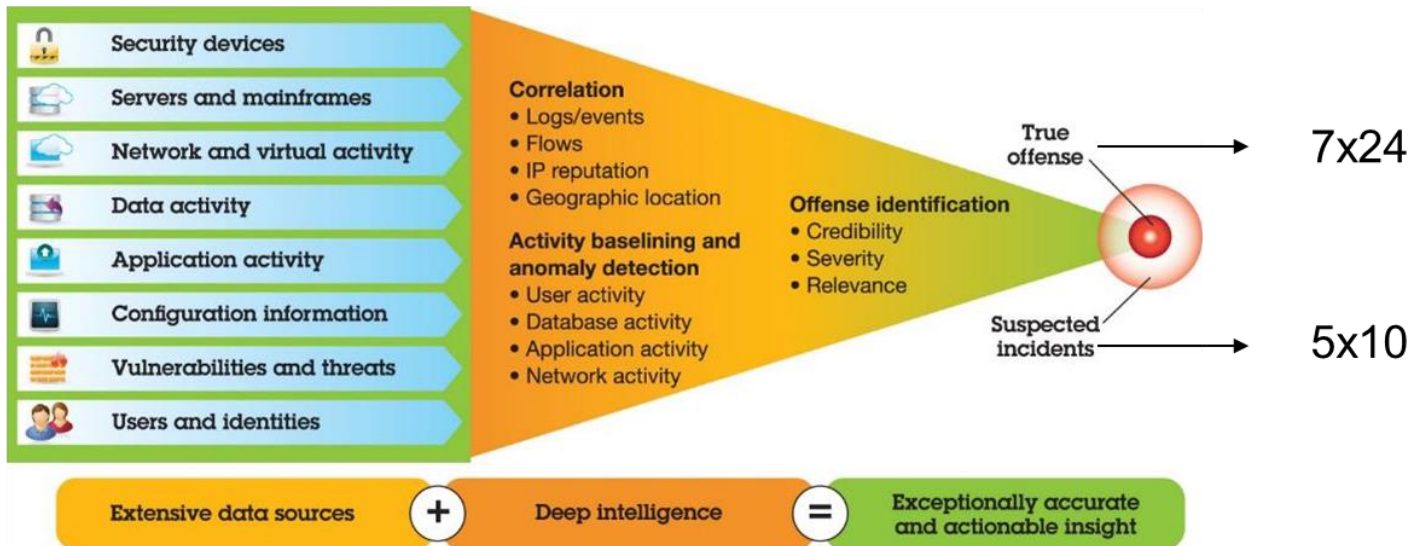 Security devices
Servers and mainframes
Network and virtual activity
Data activity
Application activity
Configuration information
Vulnerabilities and threats
Users and identities
Correlation
• Logs/events
• Flows
• IP reputation
• Geographic location
Activity baselining and
anomaly detection
• User activity
• Database activity
• Application activity
• Network activity
Offense identification
• Credibility
• Severity
• Relevance
True
offense
7x24
Suspected
incidents
5x10
Extensive data sources
+
Deep intelligence
=
Exceptionally accurate
and actionable insight